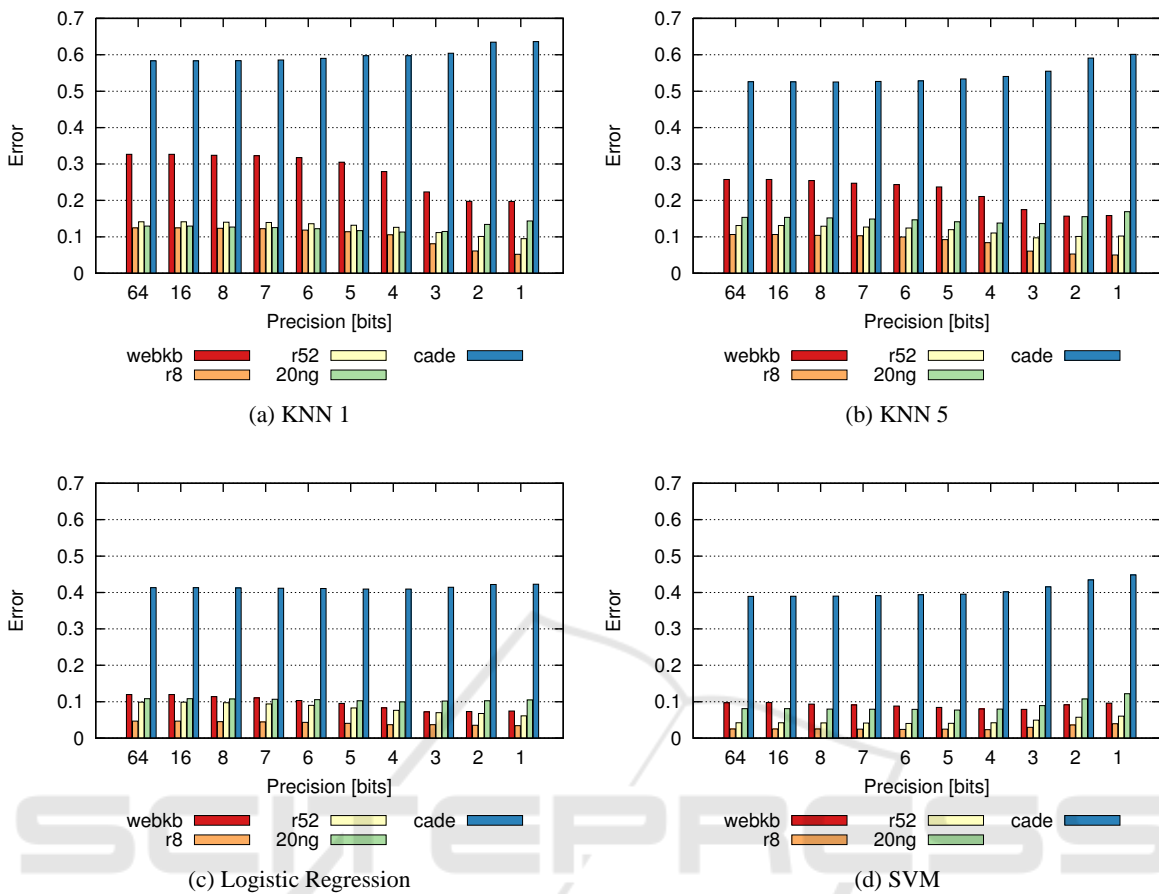 0.7
0.6
0.5
0.4
0.3
0.2
0.1
0
Error
64 16 8 7 6 5 4 3 2 1
Precision [bits]
webkb r52 cade
r8 20ng
(a) KNN 1
0.7
0.6
0.5
0.4
0.3
0.2
0.1
0
Error
64 16 8 7 6 5 4 3 2 1
Precision [bits]
webkb r52 cade
r8 20ng
(b) KNN 5
0.7
0.6
0.5
0.4
0.3
0.2
0.1
0
Error
64 16 8 7 6 5 4 3 2 1
Precision [bits]
webkb r52 cade
r8 20ng
(c) Logistic Regression
0.7
0.6
0.5
0.4
0.3
0.2
0.1
0
Error
64 16 8 7 6 5 4 3 2 1
Precision [bits]
webkb r52 cade
r8 20ng
(d) SVM
SCITEPRESS